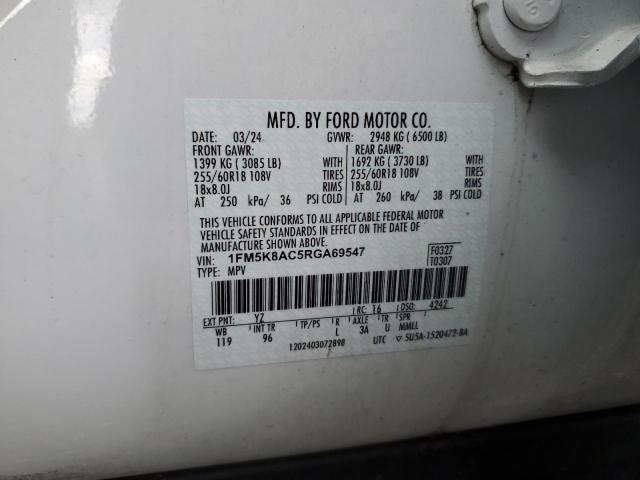 MFD. BY FORD MOTOR CO.
DATE: 03/24 GVWR: 2948 KG ( 6500 LB)
FRONT GAWR: REAR GAWR:
1399 KG ( 3085 LB) WITH 1692 KG ( 3730 LB) WITH
255/60R18 108V TIRES 255/60R18 108V TIRES
18x8.0J RIMS 18x8.0J RIMS
AT 250 kPa/ 36 PSI COLD AT 260 kPa/ 38 PSI COLD
THIS VEHICLE CONFORMS TO ALL APPLICABLE FEDERAL MOTOR
VEHICLE SAFETY STANDARDS IN EFFECT ON THE DATE OF
MANUFACTURE SHOWN ABOVE.
VIN: 1FM5K8AC5RGA69547 F0327
TYPE: MPV T0307
EXT PNT: YZ RC: 16 DSO: 4242
WB INT TR TP/PS R AXLE TR SPR
119 96 L 3A U MMLL
1202403072898 UTC ▽ 5U5A-1520472-BA